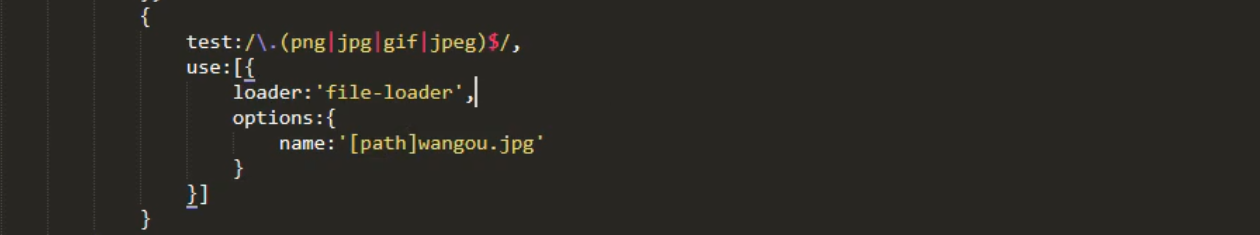 {
test:/\.(png|jpg|gif|jpeg)$/,
use:[{
loader:'file-loader',
options:{
name:'[path]wangou.jpg'
}
}]
}